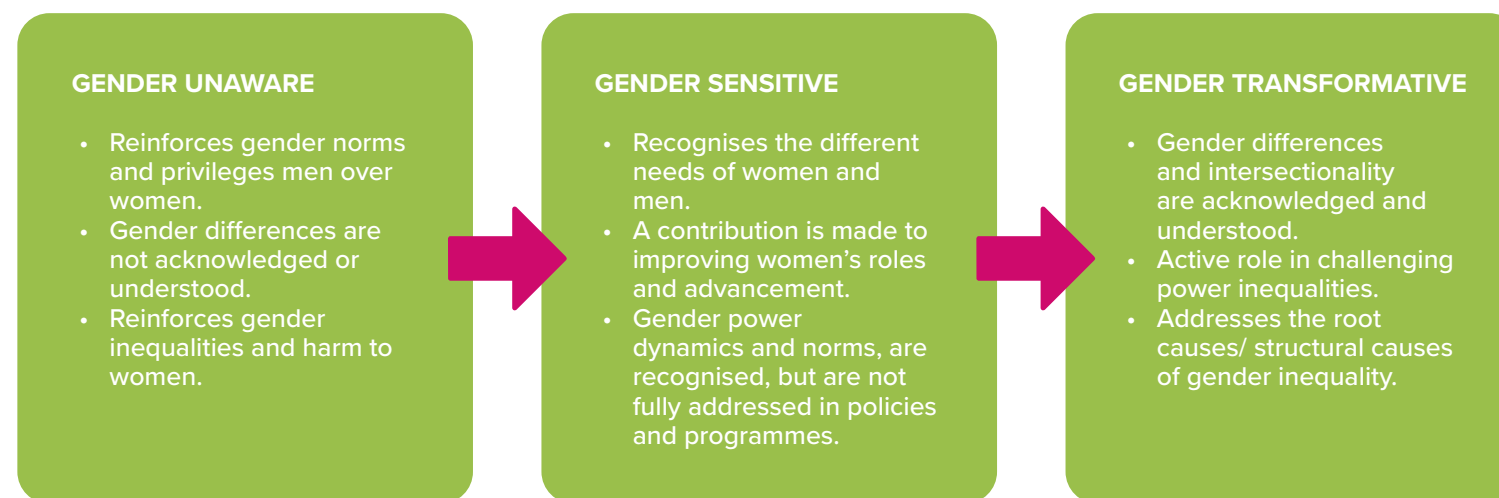 GENDER UNAWARE
• Reinforces gender norms
and privileges men over
women.
• Gender differences are
not acknowledged or
understood.
• Reinforces gender
inequalities and harm to
women.
GENDER SENSITIVE
• Recognises the different
needs of women and
men.
• A contribution is made to
improving women’s roles
and advancement.
• Gender power
dynamics and norms, are
recognised, but are not
fully addressed in policies
and programmes.
GENDER TRANSFORMATIVE
• Gender differences
and intersectionality
are acknowledged and
understood.
• Active role in challenging
power inequalities.
• Addresses the root
causes/ structural causes
of gender inequality.